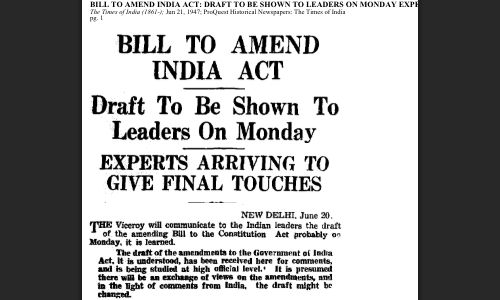 BILL TO AMEND INDIA ACT: DRAFT TO BE SHOWN TO LEADERS ON MONDAY EXPE
The Times of India (1861-); Jun 21, 1947; ProQuest Historical Newspapers: The Times of India
pg. 1
BILL TO AMEND
INDIA ACT
Draft To Be Shown To
Leaders On Monday
EXPERTS ARRIVING TO
GIVE FINAL TOUCHES
NEW DELHI, June 20.
THE Viceroy will communicate to the Indian leaders the draft
of the amending Bill to the Constitution Act probably on
Monday, it is learned.
The draft of the amendments to the Government of India
Act, it is understood, has been received here for comments,
and is being studied at high official level. It is presumed
there will be an exchange of views on the amendments, and
in the light of comments from India, the draft might be
changed.